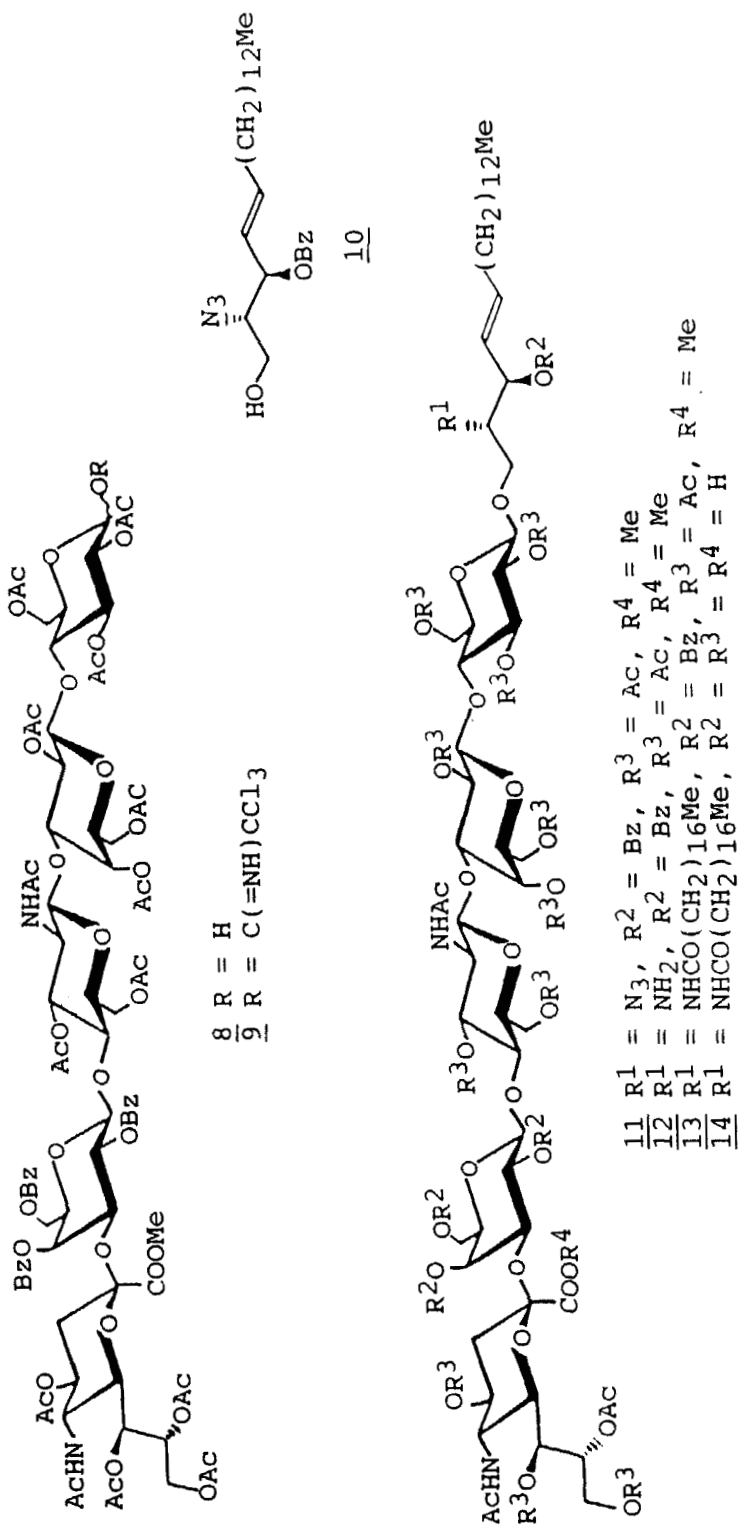 OAc
OR
OAC
AcO
O
O
OAc
O
OAc
AcO
O
NHAc
O
OAc
AcO
O
OBz
BzO
O
OBz
O
COOMe
AcO
AcHN
O
AcO
OAc
OAc
8 R = H
9 R = C(=NH)CCl3
HO
N3
OBz
(CH2)12Me
10
AcHN
OR3
O
R3O
OAc
OR3
COOR4
O
OR2
R2O
O
OR2
O
R3O
O
OR3
NHAc
O
OR3
O
OR3
R3O
O
OR3
O
R3O
OR3
O
R1
OR2
(CH2)12Me
11 R1 = N3, R2 = Bz, R3 = Ac, R4 = Me
12 R1 = NH2, R2 = Bz, R3 = Ac, R4 = Me
13 R1 = NHCO(CH2)16Me, R2 = Bz, R3 = Ac, R4 = Me
14 R1 = NHCO(CH2)16Me, R2 = R3 = R4 = H